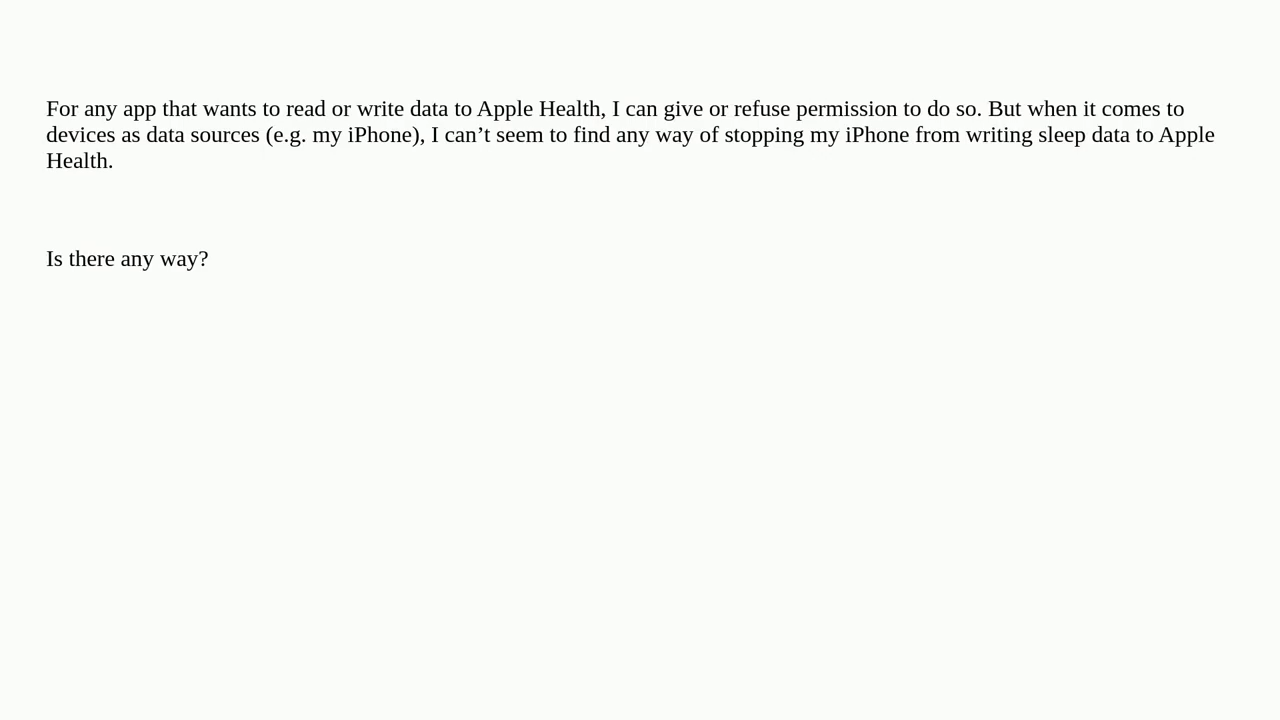 For any app that wants to read or write data to Apple Health, I can give or refuse permission to do so. But when it comes to
devices as data sources (e.g. my iPhone), I can’t seem to find any way of stopping my iPhone from writing sleep data to Apple
Health.
Is there any way?